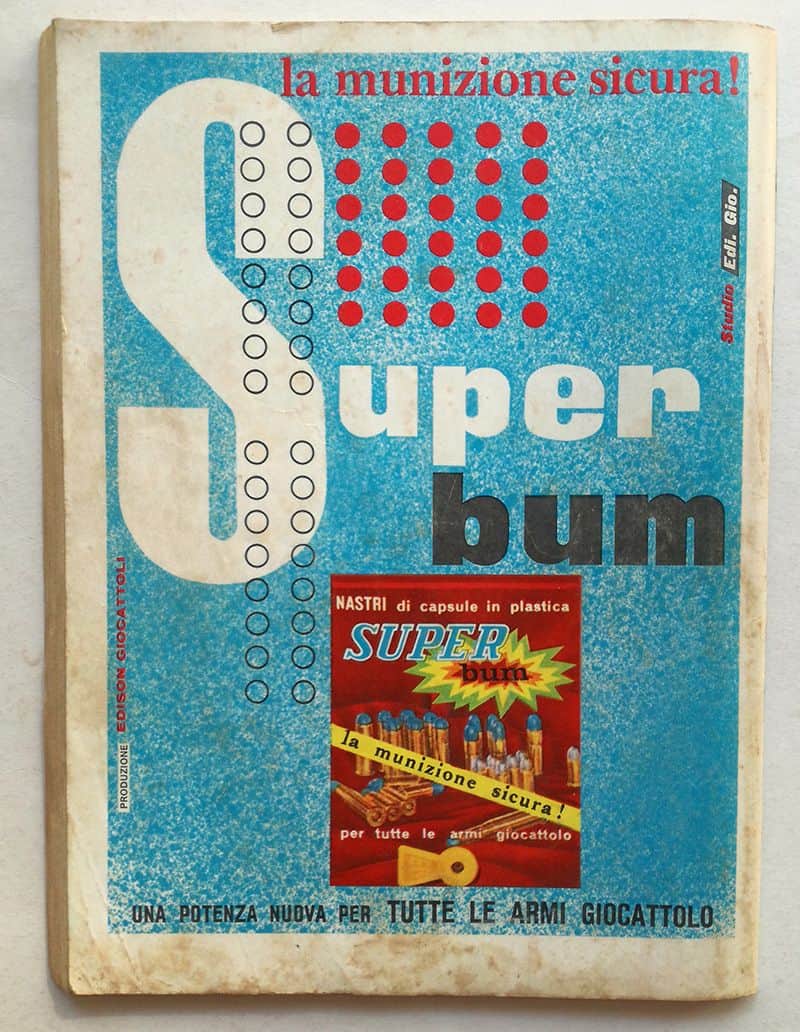 la munizione sicura!
Studio Edi. Gio.
Super
bum
NASTRI di capsule in plastica
SUPER
bum
la munizione sicura!
per tutte le armi giocattolo
PRODUZIONE EDISON GIOCATTOLI
UNA POTENZA NUOVA PER TUTTE LE ARMI GIOCATTOLO